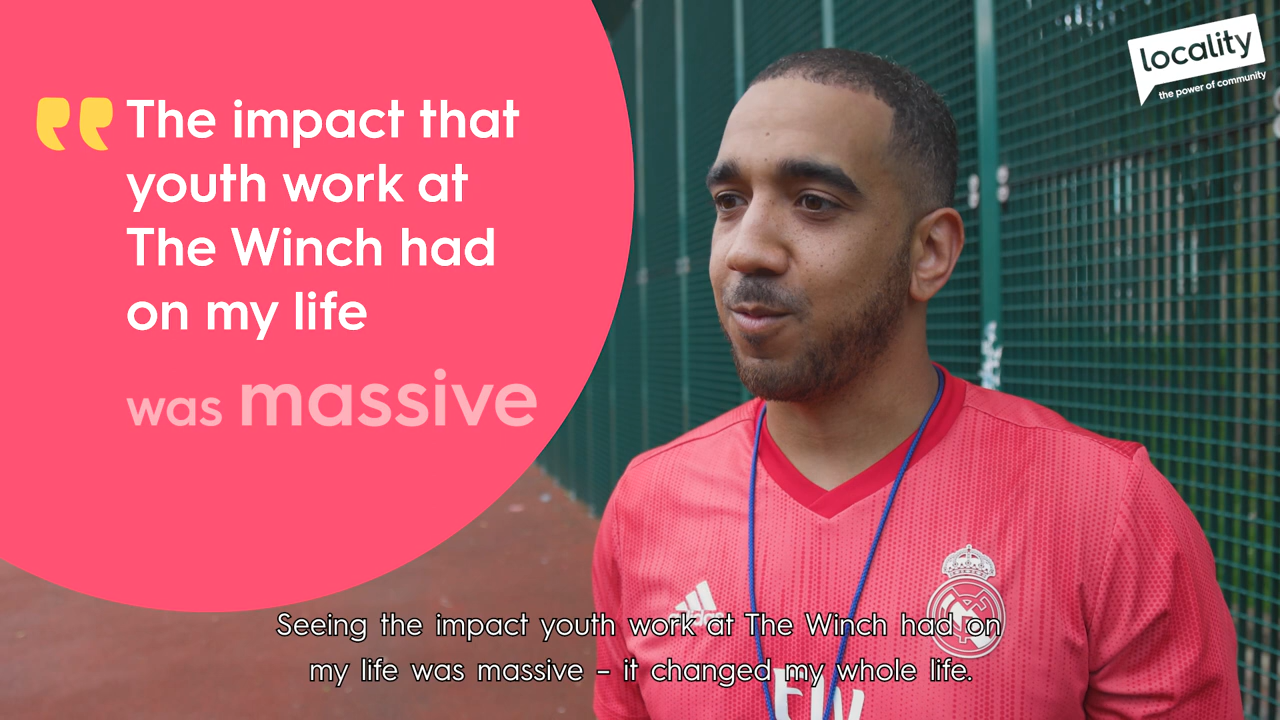 The impact that
youth work at
The Winch had
on my life
was massive
locality
the power of community
adidas
Seeing the impact youth work at The Winch had on
my life was massive – it changed my whole life.
Fly